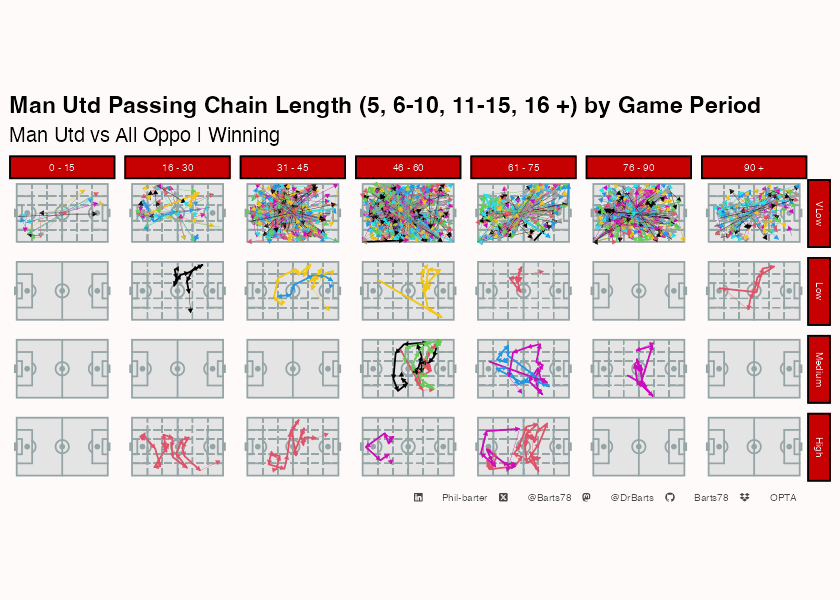 Man Utd Passing Chain Length (5, 6-10, 11-15, 16 +) by Game Period
Man Utd vs All Oppo I Winning
0 - 15 16 - 30 31 - 45 46 - 60 61 - 75 76 - 90 90 +
VLow
Low
Medium
High
Phil-barter @Barts78 @DrBarts Barts78 OPTA